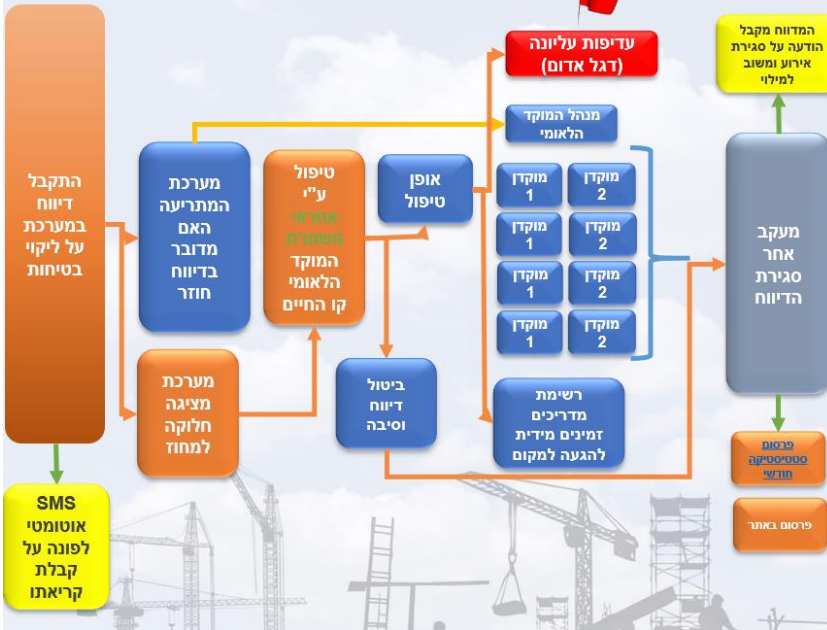 התקבל
דיווח
במערכת
על ליקוי
בטיחות
SMS
אוטומטי
לפונה על
קבלת
קריאתו
מערכת
המתריעה
האם
מדובר
בדיווח
חוזר
מערכת
מציגה
חלוקה
למחוז
טיפול
ע"י
אחראי
משמרת
המוקד
הלאומי
קו החיים
אופן
טיפול
ביטול
דיווח
וסיבה
עדיפות עליונה
(דגל אדום)
מנהל המוקד
הלאומי
מוקדן
1
מוקדן
2
מוקדן
1
מוקדן
2
מוקדן
1
מוקדן
2
מוקדן
1
מוקדן
2
רשימת
מדריכים
זמינים מידית
להגעה למקום
המדווח מקבל
הודעה על סגירת
אירוע ומשוב
למילוי
מעקב
אחר
סגירת
הדיווח
פרסום
סטטיסטיקה
חודשי
פרסום באתר